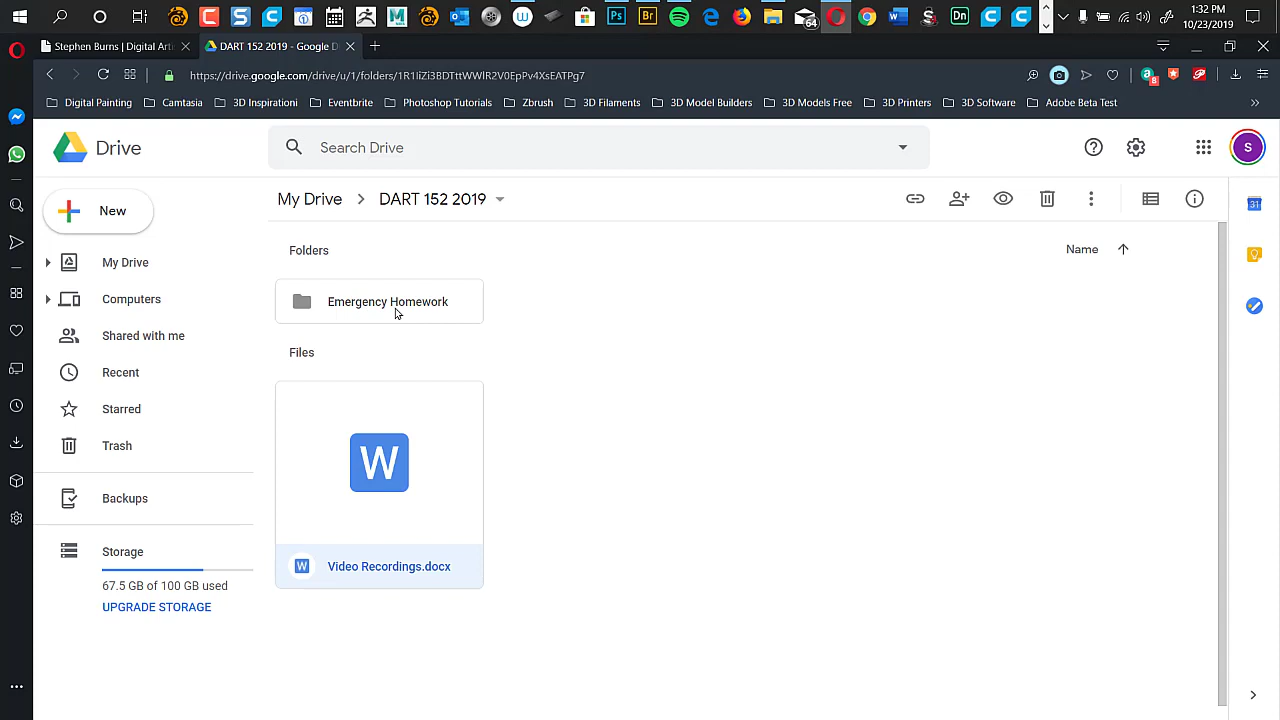 1:32 PM
10/23/2019
64
Stephen Burns | Digital Art
DART 152 2019 - Google D
https://drive.google.com/drive/u/1/folders/1R1liZi3BDTttWWlR2V0EpPv4XsEATPg7
Digital Painting
Camtasia
3D Inspirationi
Eventbrite
Photoshop Tutorials
Zbrush
3D Filaments
3D Model Builders
3D Models Free
3D Printers
3D Software
Adobe Beta Test
Drive
Search Drive
S
New
My Drive > DART 152 2019
My Drive
Computers
Shared with me
Recent
Starred
Trash
Backups
Storage
67.5 GB of 100 GB used
UPGRADE STORAGE
Folders
Name
Emergency Homework
Files
W
W Video Recordings.docx
31